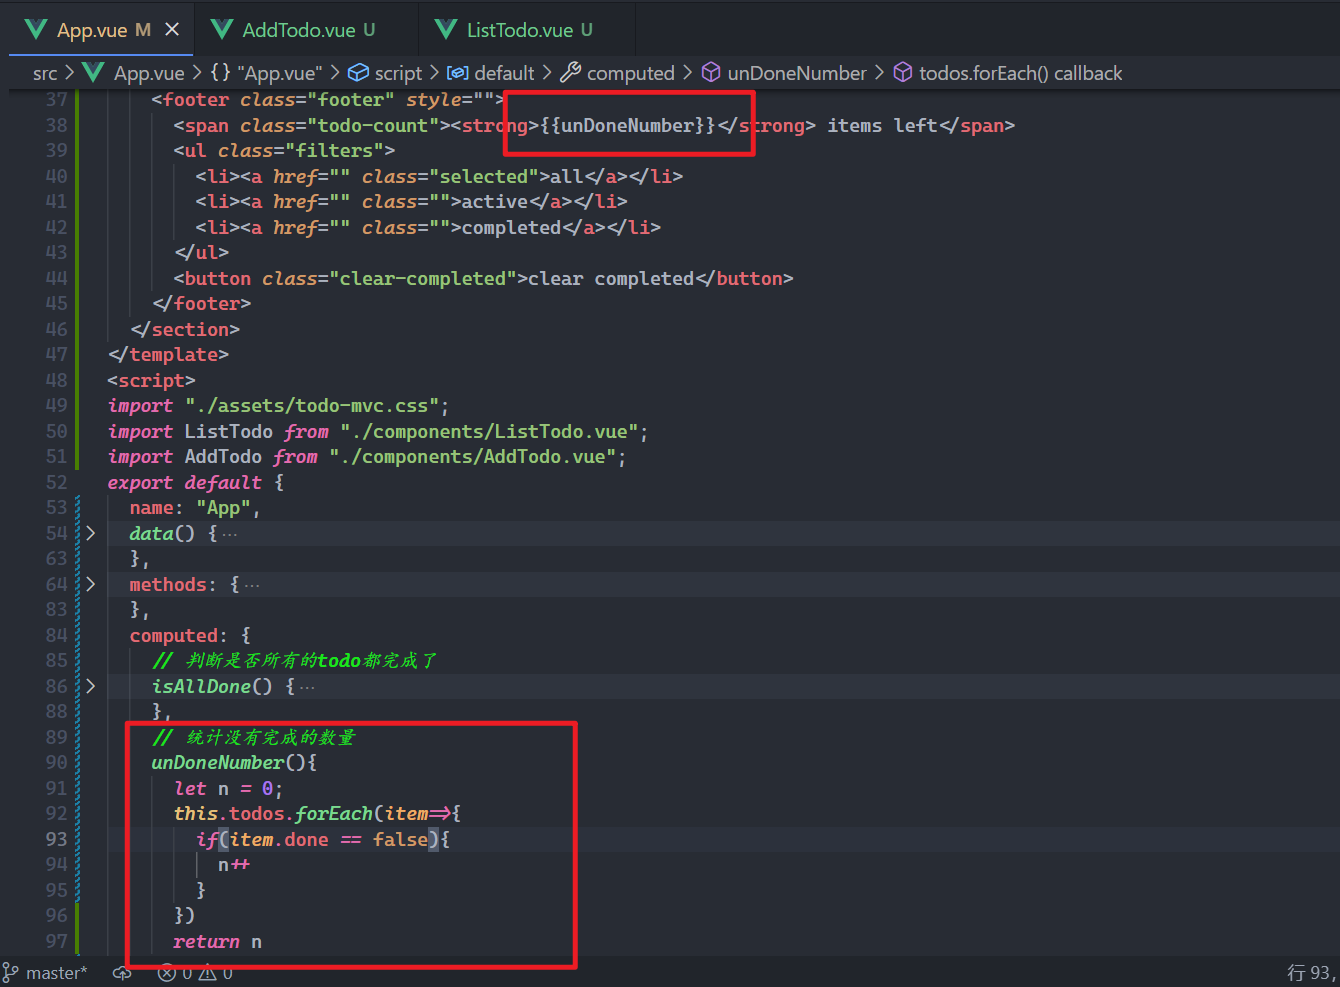 App.vue M AddTodo.vue U ListTodo.vue U
src > App.vue > {} "App.vue" > script > default > computed > unDoneNumber > todos.forEach() callback
37 <footer class="footer" style="">
38 <span class="todo-count"><strong>{{unDoneNumber}}</strong> items left</span>
39 <ul class="filters">
40 <li><a href="" class="selected">all</a></li>
41 <li><a href="" class="">active</a></li>
42 <li><a href="" class="">completed</a></li>
43 </ul>
44 <button class="clear-completed">clear completed</button>
45 </footer>
46 </section>
47 </template>
48 <script>
49 import "./assets/todo-mvc.css";
50 import ListTodo from "./components/ListTodo.vue";
51 import AddTodo from "./components/AddTodo.vue";
52 export default {
53 name: "App",
54 data() { ···
63 },
64 methods: { ···
83 },
84 computed: {
85 // 判断是否所有的todo都完成了
86 isAllDone() { ···
88 },
89 // 统计没有完成的数量
90 unDoneNumber(){
91 let n = 0;
92 this.todos.forEach(item=>{
93 if(item.done == false){
94 n++
95 }
96 })
97 return n
master* 0 0 行 93,